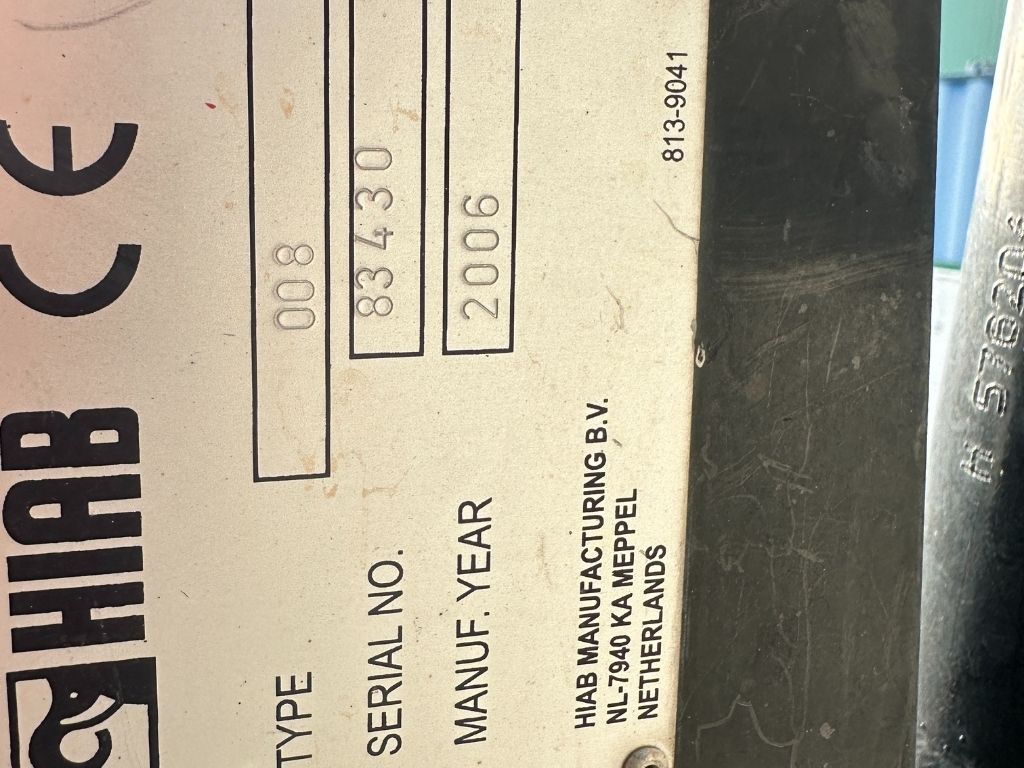 HIAB CE
TYPE 008
SERIAL NO. 83430
MANUF. YEAR 2006
HIAB MANUFACTURING B.V.
NL-7940 KA MEPPEL
NETHERLANDS
813-9041